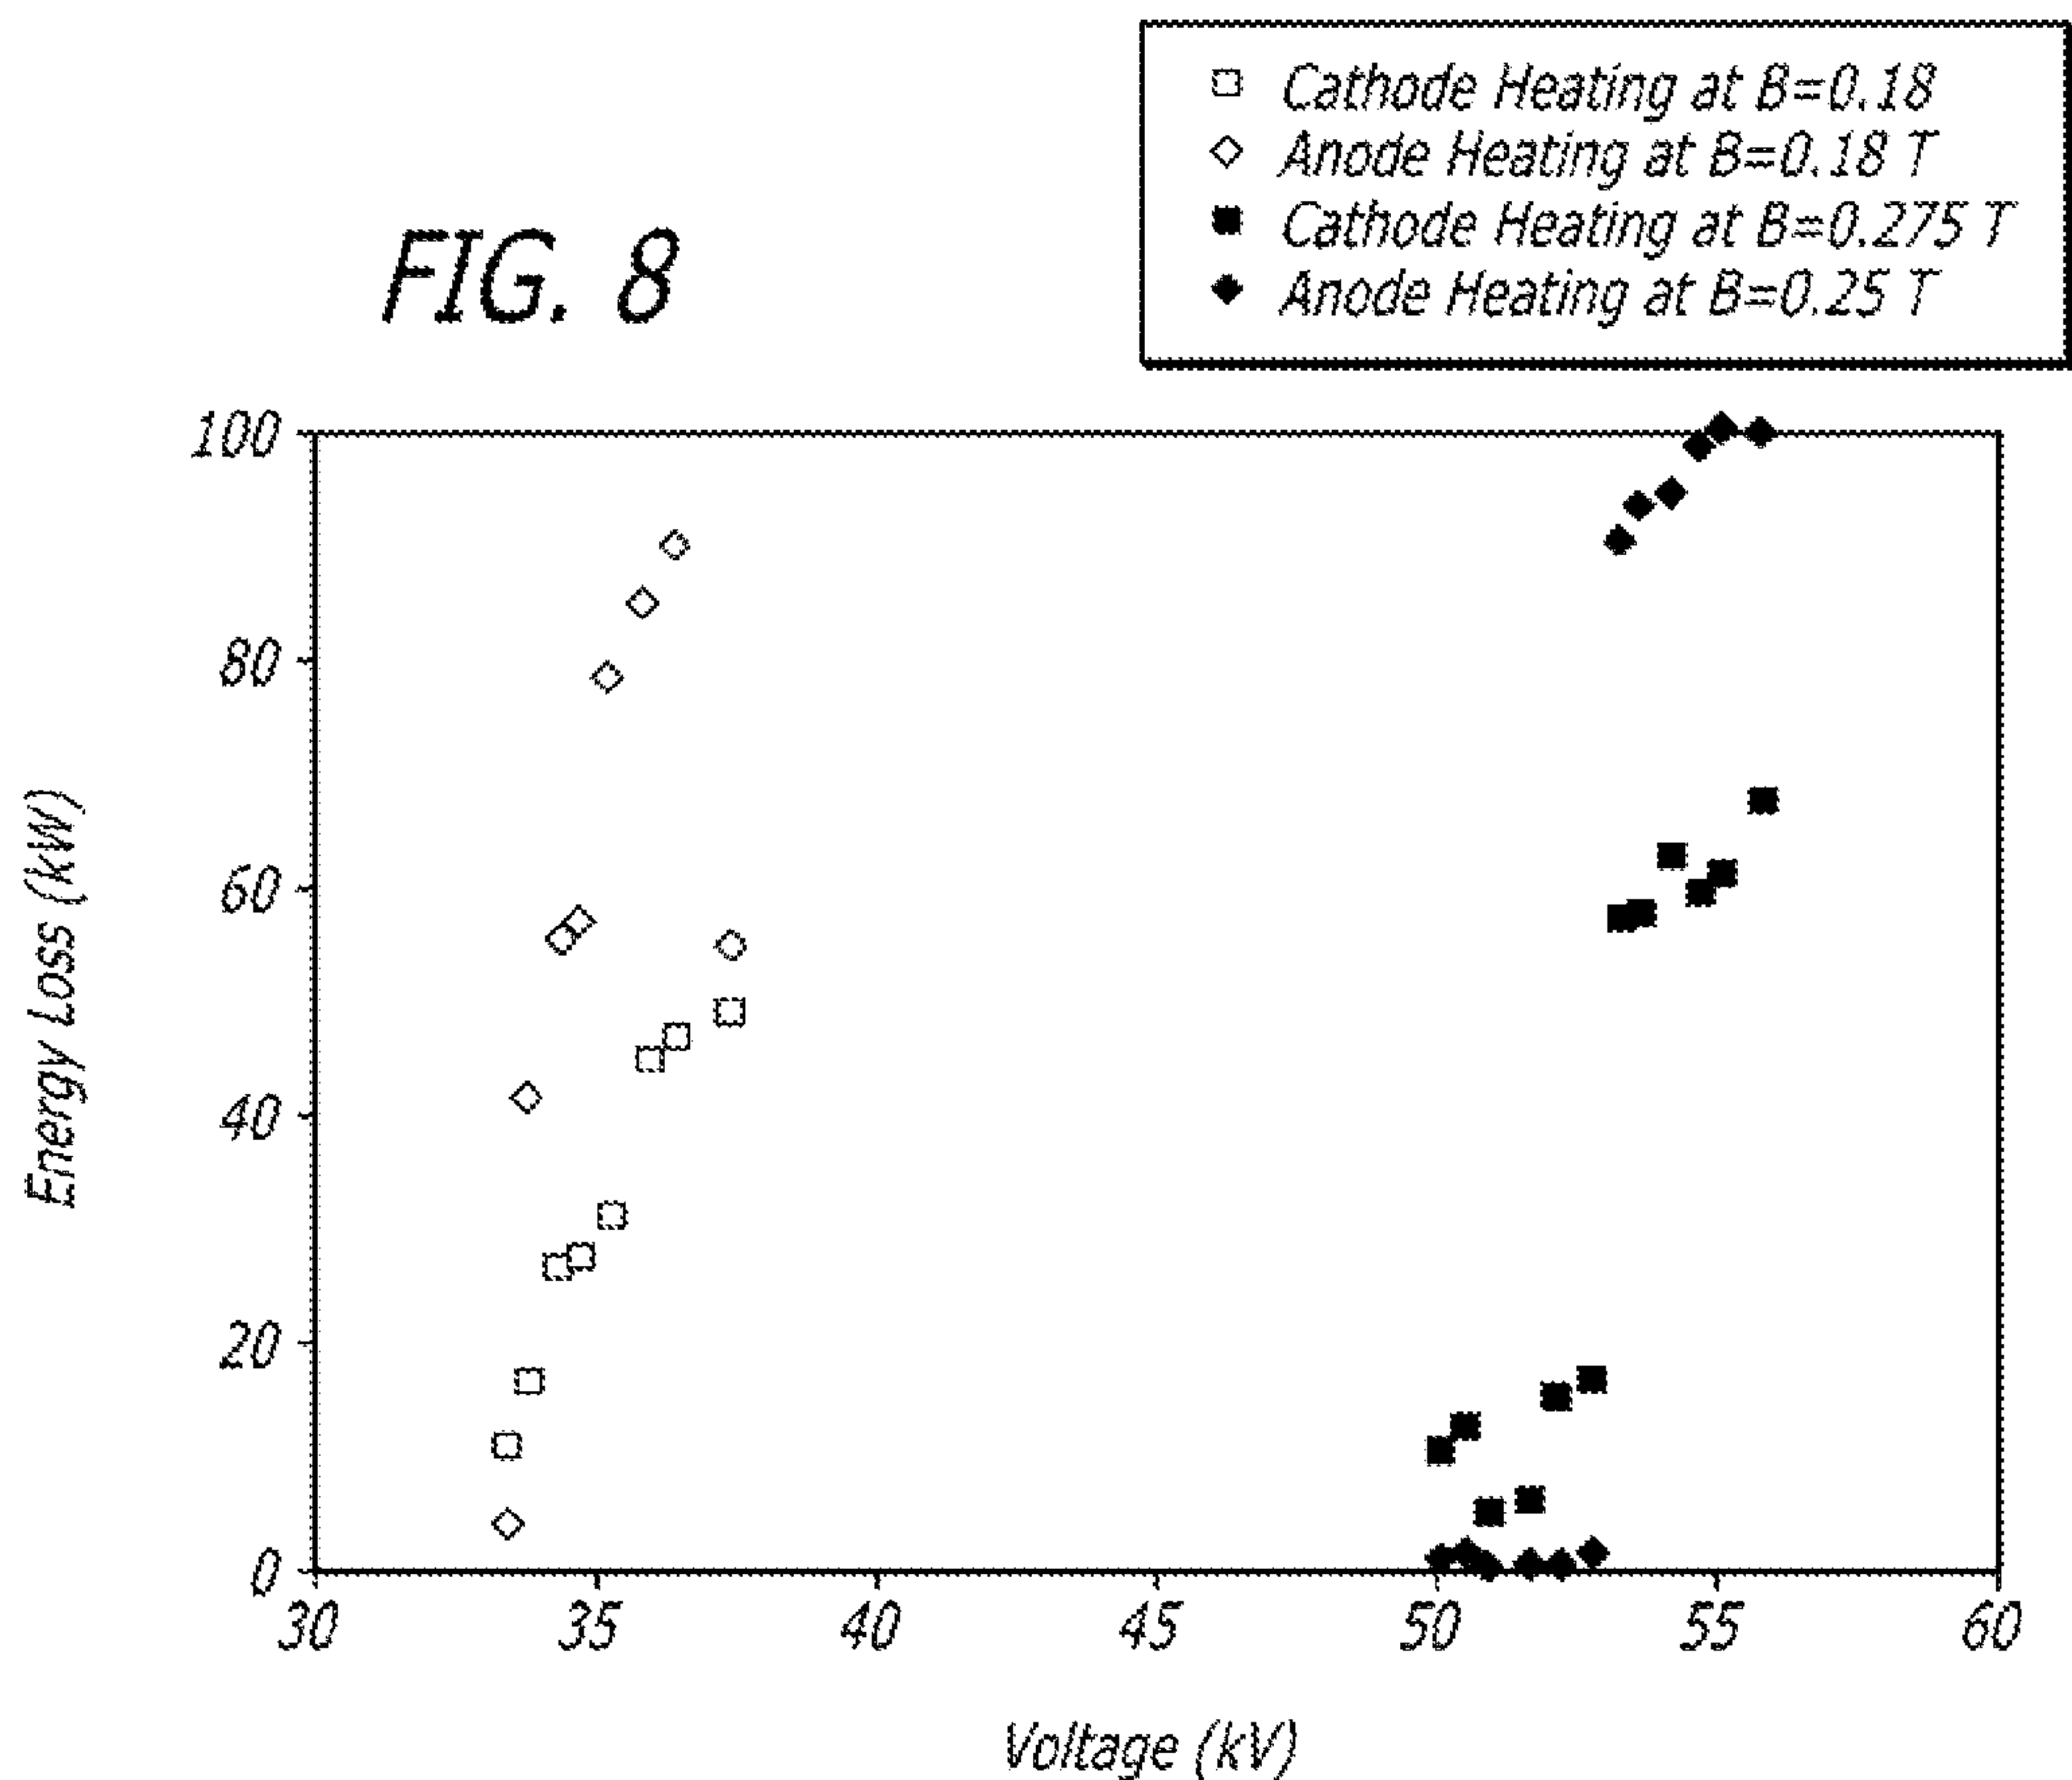 Cathode Heating at B=0.18
Anode Heating at B=0.18 T
Cathode Heating at B=0.275 T
Anode Heating at B=0.25 T
FIG. 8
100
80
60
40
20
0
Energy Loss (kW)
30 35 40 45 50 55 60
Voltage (kV)